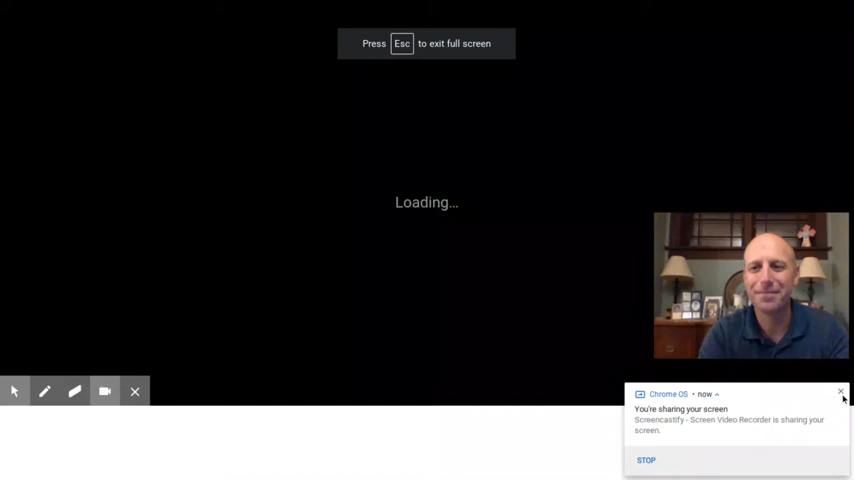 Press Esc to exit full screen
Loading...
Chrome OS • now
You're sharing your screen
Screencastify - Screen Video Recorder is sharing your
screen.
STOP